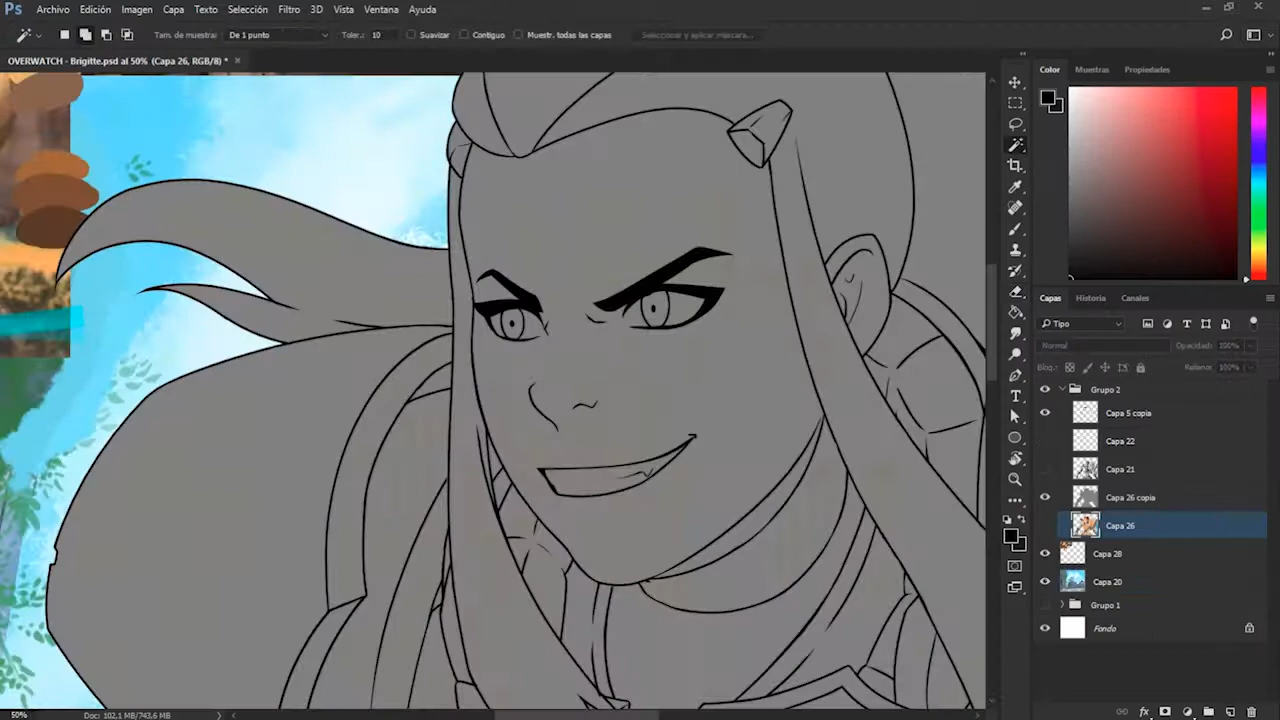 Ps Archivo Edición Imagen Capa Texto Selección Filtro 3D Vista Ventana Ayuda
Tam. de muestra: De 1 punto Toler.: 10 Suavizar Contiguo Muestr. todas las capas Seleccionar y aplicar máscara...
OVERWATCH - Brigitte.psd al 50% (Capa 26, RGB/8) * ×
Color Muestras Propiedades
Capas Historia Canales
Tipo
Normal Opacidad: 100%
Bloq.: Relleno: 100%
Grupo 2
Capa 5 copia
Capa 22
Capa 21
Capa 26 copia
Capa 26
Capa 28
Capa 20
Grupo 1
Fondo
50% Doc: 102,1 MB/743,6 MB